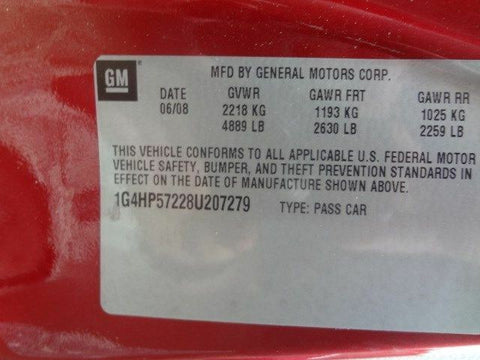 GM ®
MFD BY GENERAL MOTORS CORP.
DATE GVWR GAWR FRT GAWR RR
06/08 2218 KG 1193 KG 1025 KG
4889 LB 2630 LB 2259 LB
THIS VEHICLE CONFORMS TO ALL APPLICABLE U.S. FEDERAL MOTOR
VEHICLE SAFETY, BUMPER, AND THEFT PREVENTION STANDARDS IN
EFFECT ON THE DATE OF MANUFACTURE SHOWN ABOVE.
1G4HP57228U207279 TYPE: PASS CAR